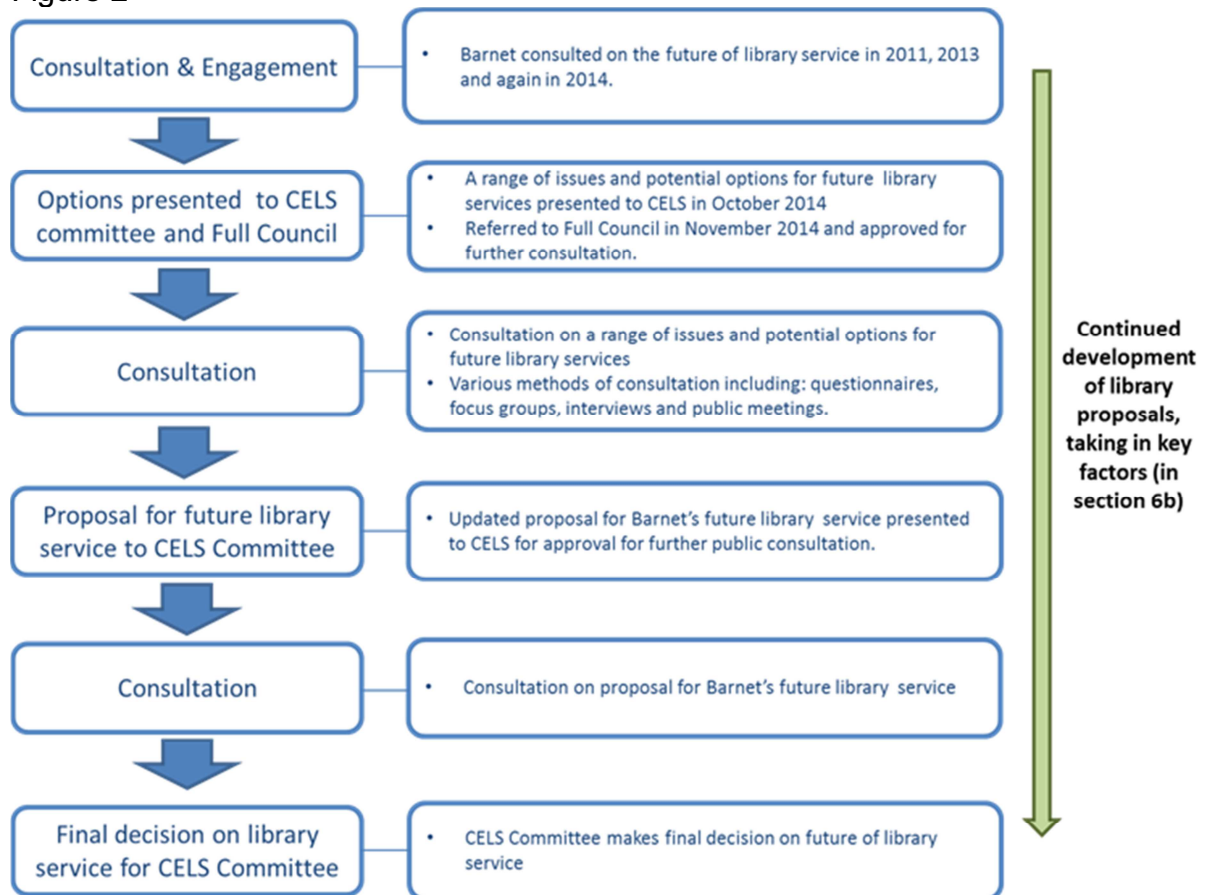 Consultation & Engagement
• Barnet consulted on the future of library service in 2011, 2013
and again in 2014.
Options presented to CELS
committee and Full Council
• A range of issues and potential options for future library
services presented to CELS in October 2014
• Referred to Full Council in November 2014 and approved for
further consultation.
Consultation
• Consultation on a range of issues and potential options for
future library services
• Various methods of consultation including: questionnaires,
focus groups, interviews and public meetings.
Proposal for future library
service to CELS Committee
• Updated proposal for Barnet's future library service presented
to CELS for approval for further public consultation.
Consultation
• Consultation on proposal for Barnet's future library service
Final decision on library
service for CELS Committee
• CELS Committee makes final decision on future of library
service
Continued
development
of library
proposals,
taking in key
factors (in
section 6b)